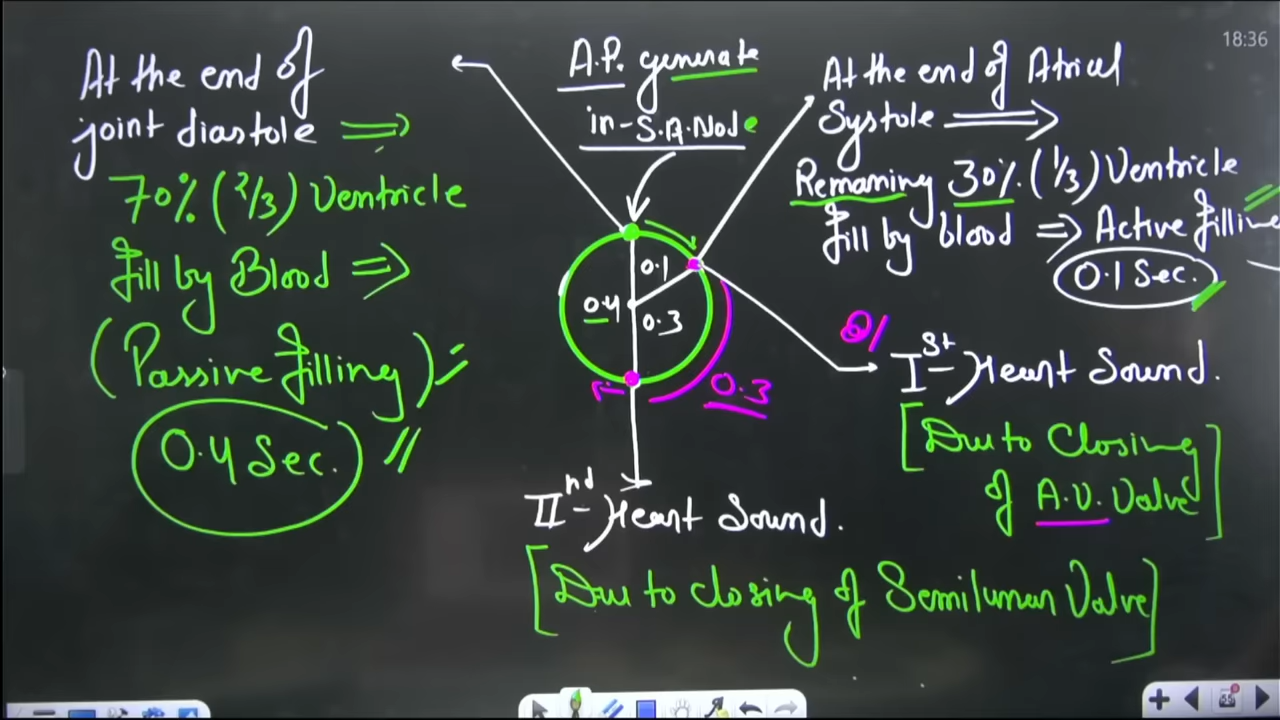 18:36
At the end of
joint diastole ⇒
70% (2/3) Ventricle
fill by Blood ⇒
(Passive filling)
0.4 Sec.
A.P. generate
in-S.A. Node
0.1
0.4
0.3
0.3
At the end of Atrial
Systole ⇒
Remaning 30% (1/3) Ventricle
fill by blood ⇒ Active filling
0.1 Sec.
Ist-Heart Sound.
[Due to Closing
of A.V. Valve]
IInd-Heart Sound.
[Due to closing of Semilunar Valve]